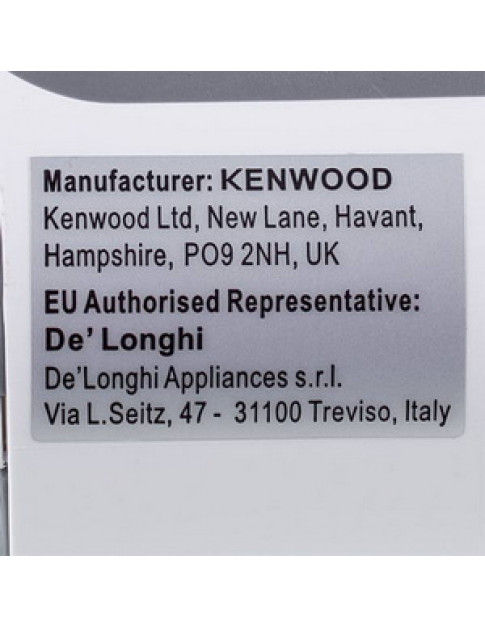 Manufacturer: KENWOOD
Kenwood Ltd, New Lane, Havant,
Hampshire, PO9 2NH, UK
EU Authorised Representative:
De' Longhi
De'Longhi Appliances s.r.l.
Via L.Seitz, 47 - 31100 Treviso, Italy